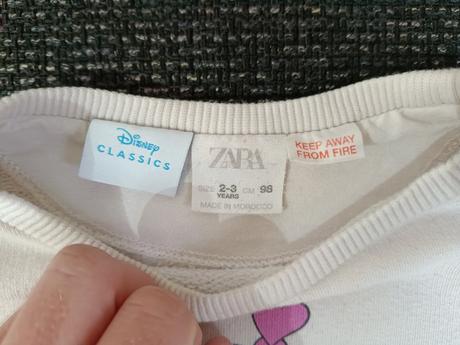 Disney
CLASSICS
ZARA
SIZE 2-3 CM 98
YEARS
MADE IN MOROCCO
KEEP AWAY
FROM FIRE